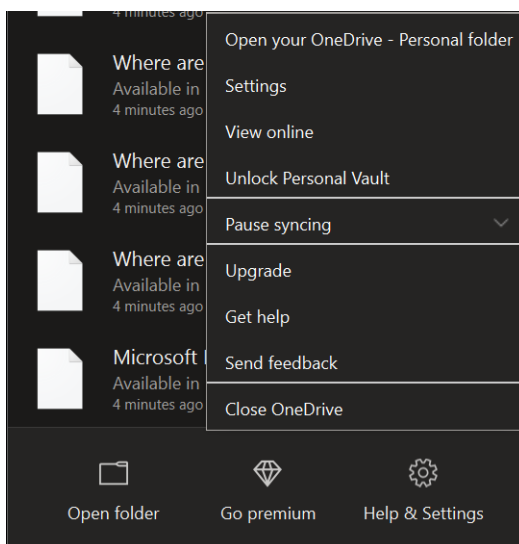 4 minutes ago
Where are
Available in
4 minutes ago
Where are
Available in
4 minutes ago
Where are
Available in
4 minutes ago
Microsoft
Available in
4 minutes ago
Open your OneDrive - Personal folder
Settings
View online
Unlock Personal Vault
Pause syncing
Upgrade
Get help
Send feedback
Close OneDrive
Open folder
Go premium
Help & Settings